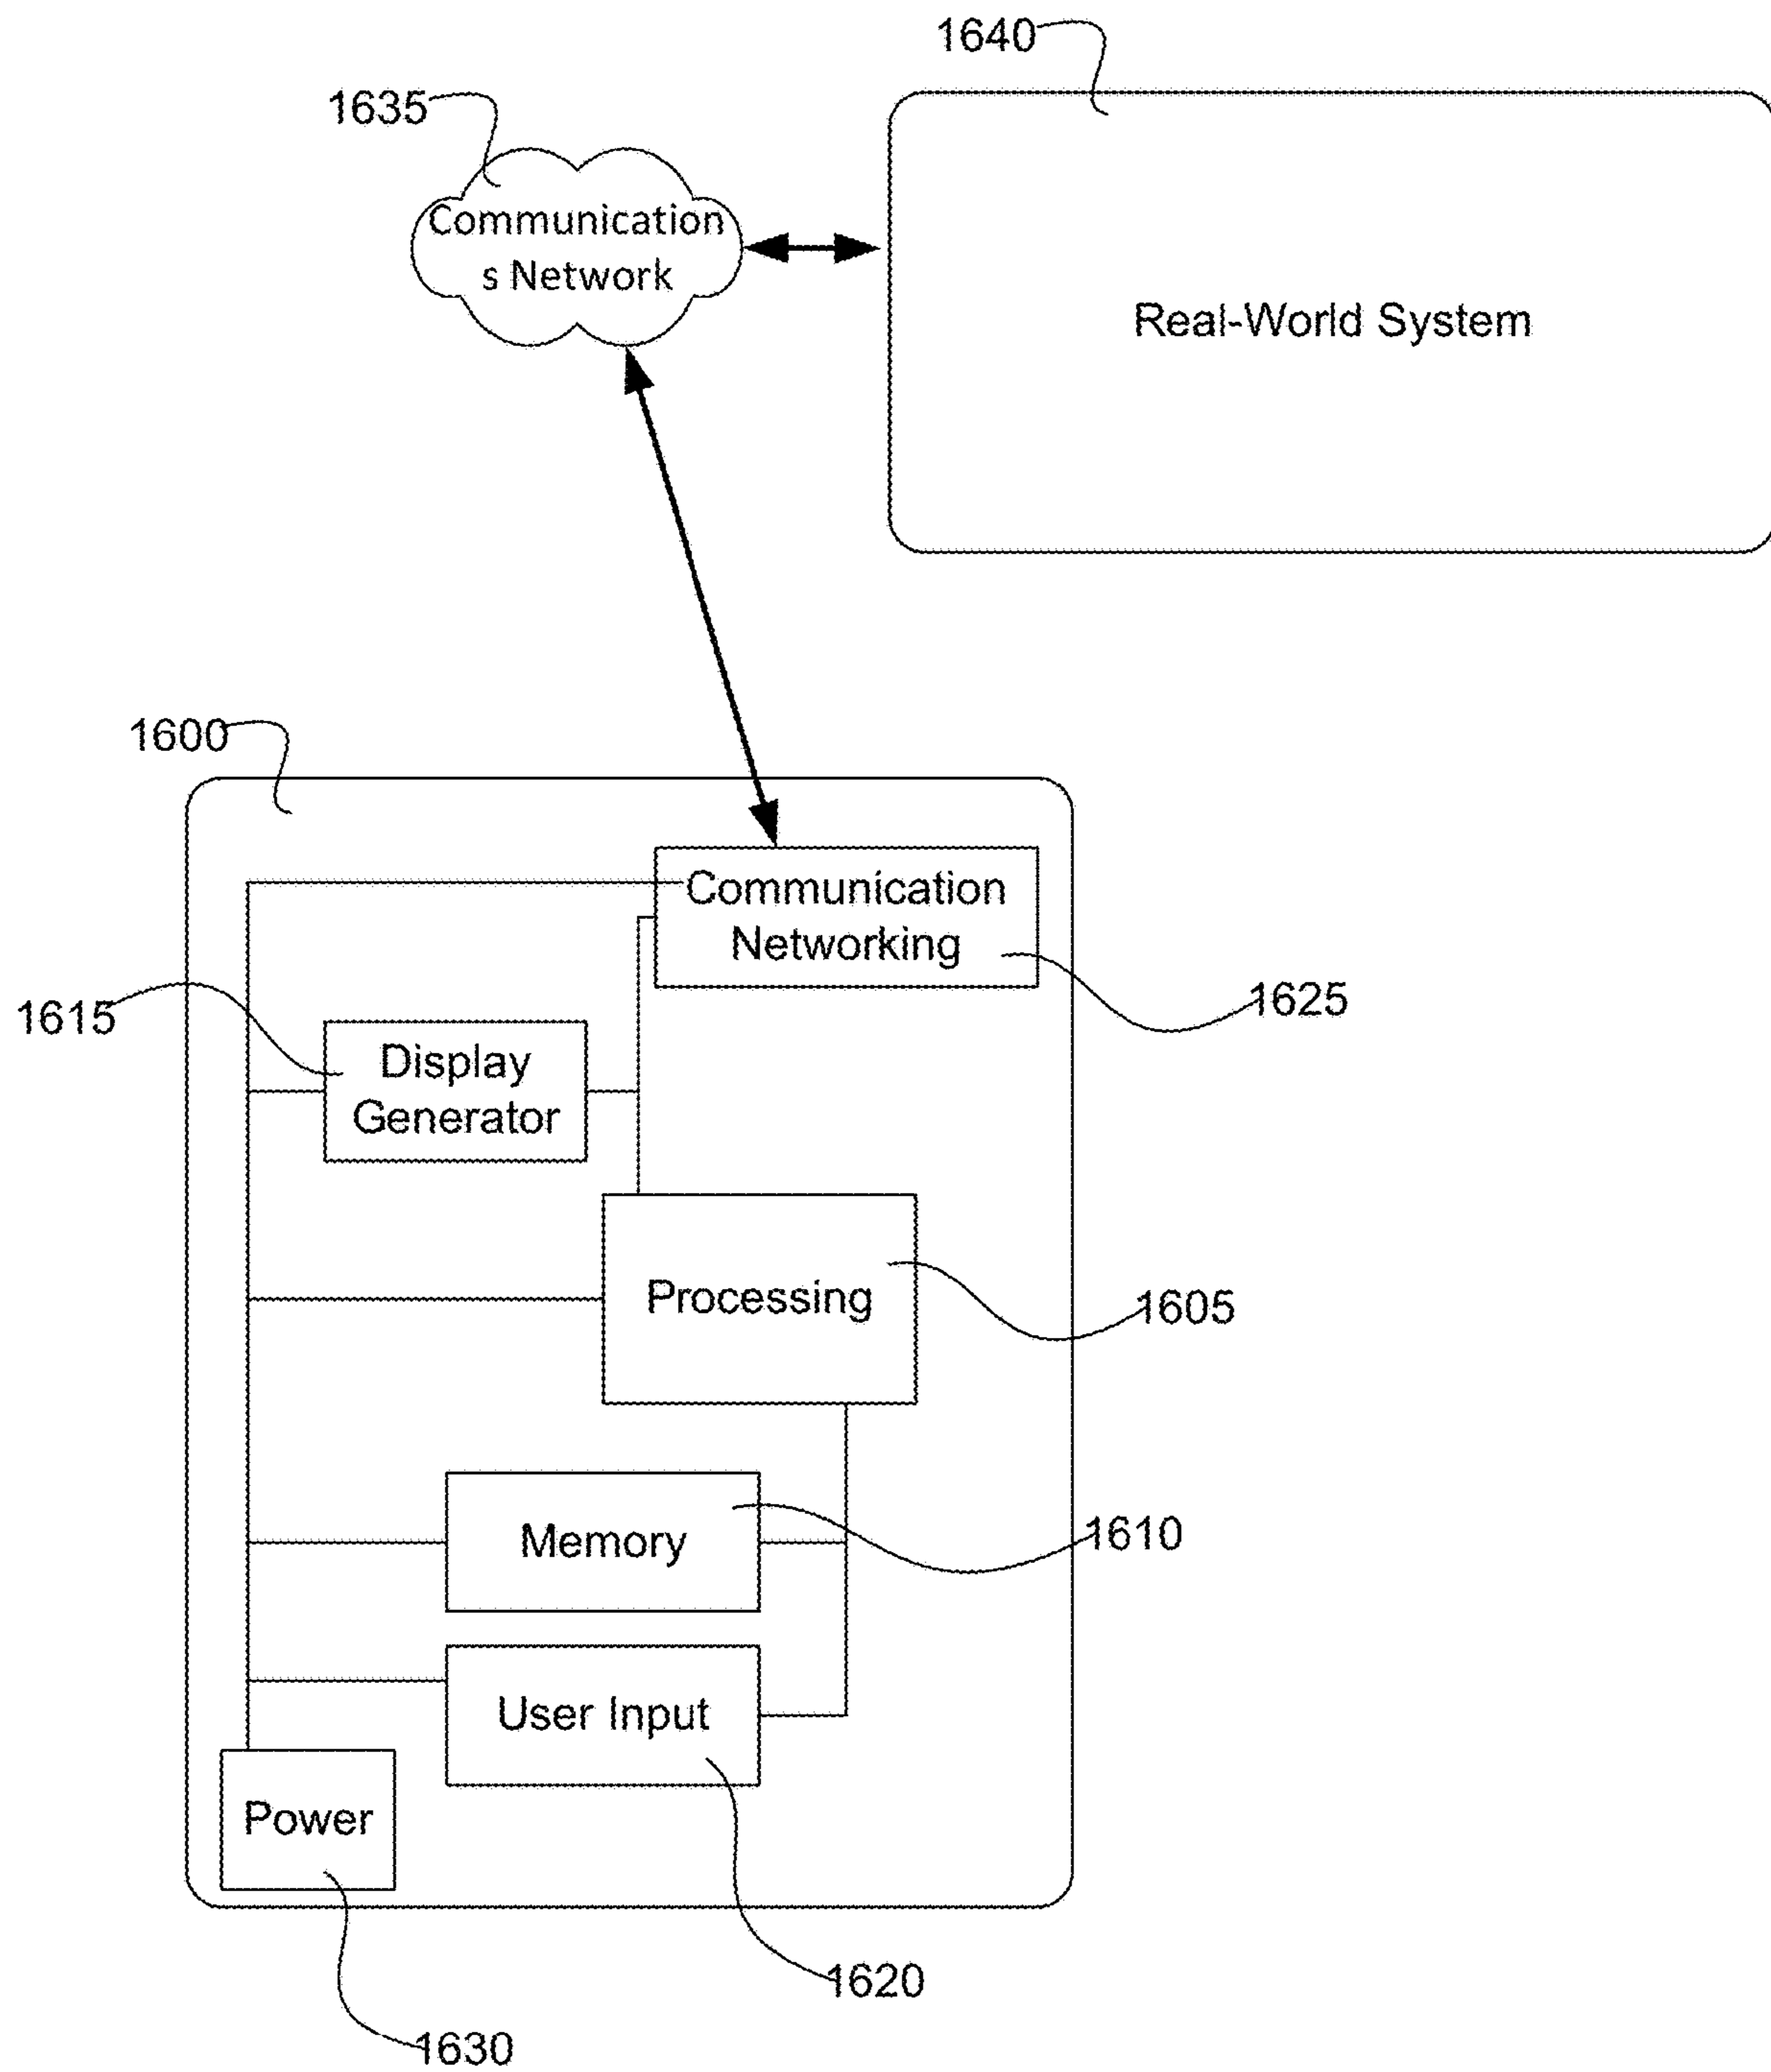 1640
1635
Communication
s Network
Real-World System
1600
Communication
Networking
1625
1615
Display
Generator
Processing
1605
Memory
1610
User Input
Power
1620
1630